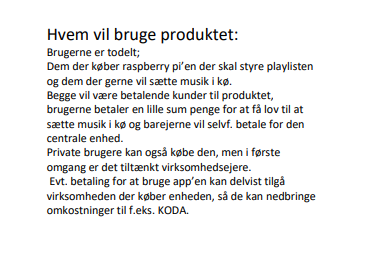 Hvem vil bruge produktet:
Brugerne er todelt;
Dem der køber raspberry pi'en der skal styre playlisten
og dem der gerne vil sætte musik i kø.
Begge vil være betalende kunder til produktet,
brugerne betaler en lille sum penge for at få lov til at
sætte musik i kø og barejerne vil selvf. betale for den
centrale enhed.
Private brugere kan også købe den, men i første
omgang er det tiltænkt virksomhedsejere.
Evt. betaling for at bruge app'en kan delvist tilgå
virksomheden der køber enheden, så de kan nedbringe
omkostninger til f.eks. KODA.